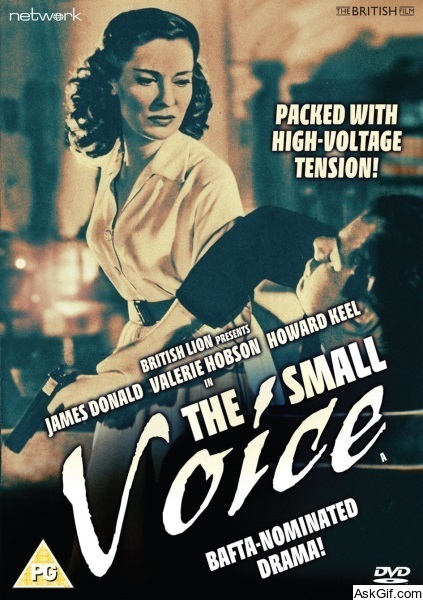 network
THE BRITISH FILM
PACKED WITH
HIGH-VOLTAGE
TENSION!
BRITISH LION PRESENTS
JAMES DONALD VALERIE HOBSON HOWARD KEEL
IN
THE SMALL
Voice
A
BAFTA-NOMINATED
DRAMA!
PG
DVD
AskGif.com